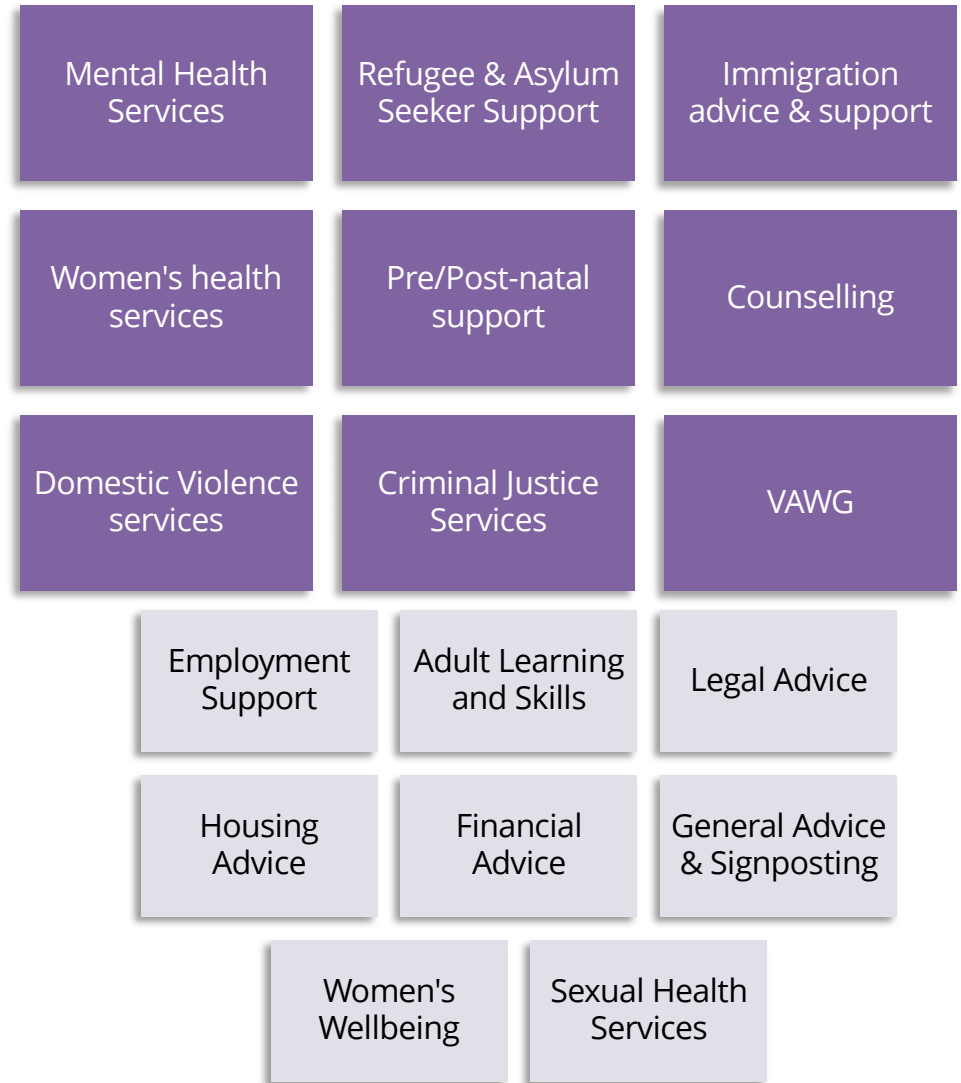 Mental Health
Services
Refugee & Asylum
Seeker Support
Immigration
advice & support
Women's health
services
Pre/Post-natal
support
Counselling
Domestic Violence
services
Criminal Justice
Services
VAWG
Employment
Support
Adult Learning
and Skills
Legal Advice
Housing
Advice
Financial
Advice
General Advice
& Signposting
Women's
Wellbeing
Sexual Health
Services